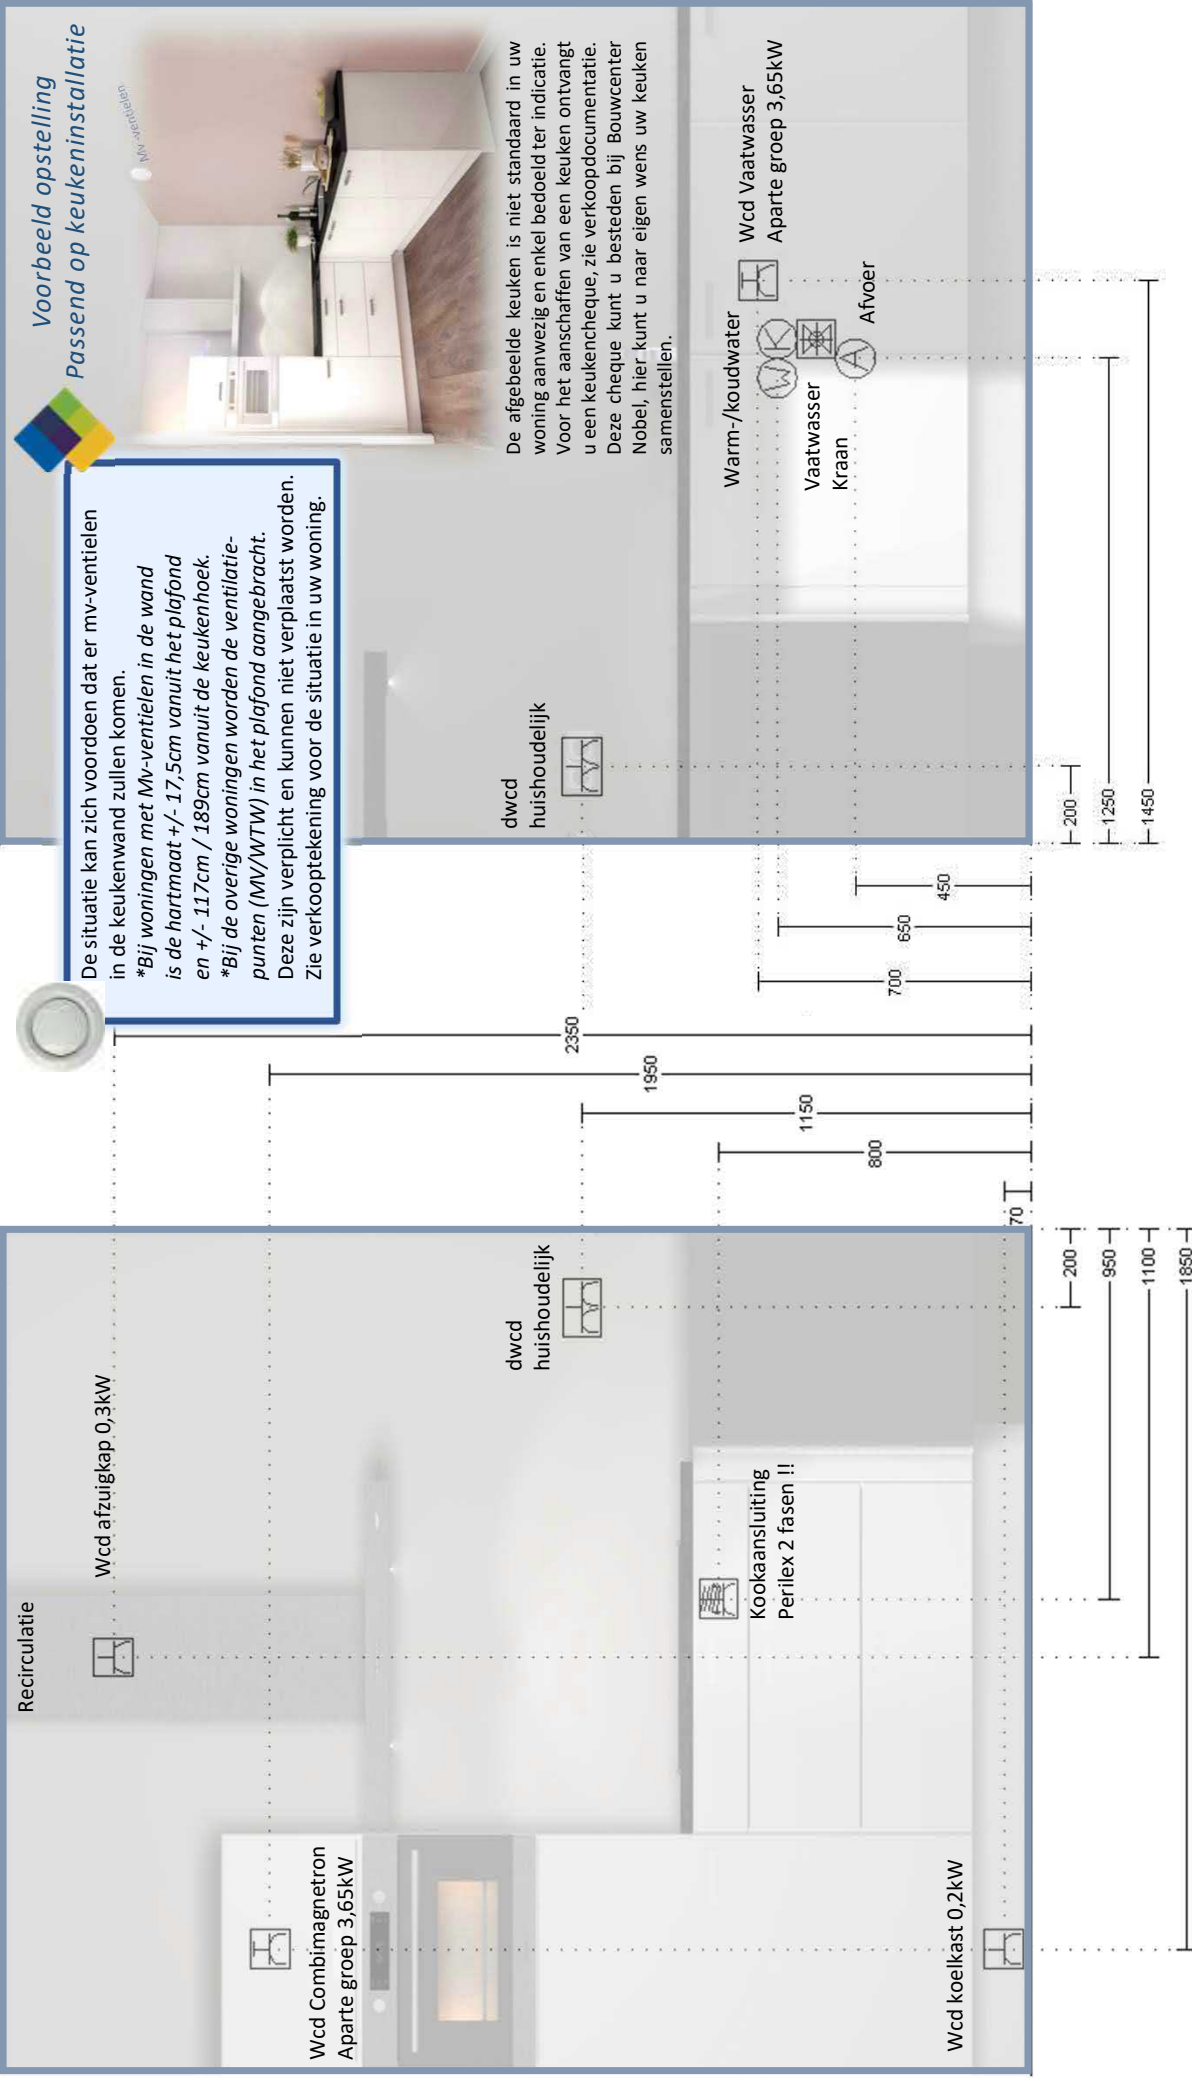 Voorbeeld opstelling
Passend op keukeninstallatie
Mv-ventielen
De situatie kan zich voordoen dat er mv-ventielen
in de keukenwand zullen komen.
*Bij woningen met Mv-ventielen in de wand
is de hartmaat +/- 17,5cm vanuit het plafond
en +/- 117cm / 189cm vanuit de keukenhoek.
*Bij de overige woningen worden de ventilatie-
punten (MV/WTW) in het plafond aangebracht.
Deze zijn verplicht en kunnen niet verplaatst worden.
Zie verkooptekening voor de situatie in uw woning.
De afgebeelde keuken is niet standaard in uw
woning aanwezig en enkel bedoeld ter indicatie.
Voor het aanschaffen van een keuken ontvangt
u een keukencheque, zie verkoopdocumentatie.
Deze cheque kunt u besteden bij Bouwcenter
Nobel, hier kunt u naar eigen wens uw keuken
samenstellen.
Recirculatie
Wcd afzuigkap 0,3kW
Wcd Combimagnetron
Aparte groep 3,65kW
dwcd
huishoudelijk
Kookaansluiting
Perilex 2 fasen !!
Wcd koelkast 0,2kW
2350
1950
1150
800
70
200
950
1100
1850
dwcd
huishoudelijk
Warm-/koudwater
Wcd Vaatwasser
Aparte groep 3,65kW
W
K
Vaatwasser
Kraan
A
Afvoer
700
650
450
200
1250
1450